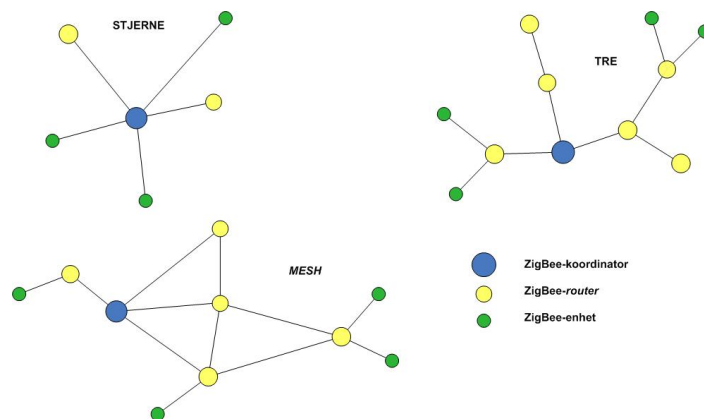 STJERNE
TRE
MESH
ZigBee-koordinator
ZigBee-router
ZigBee-enhet